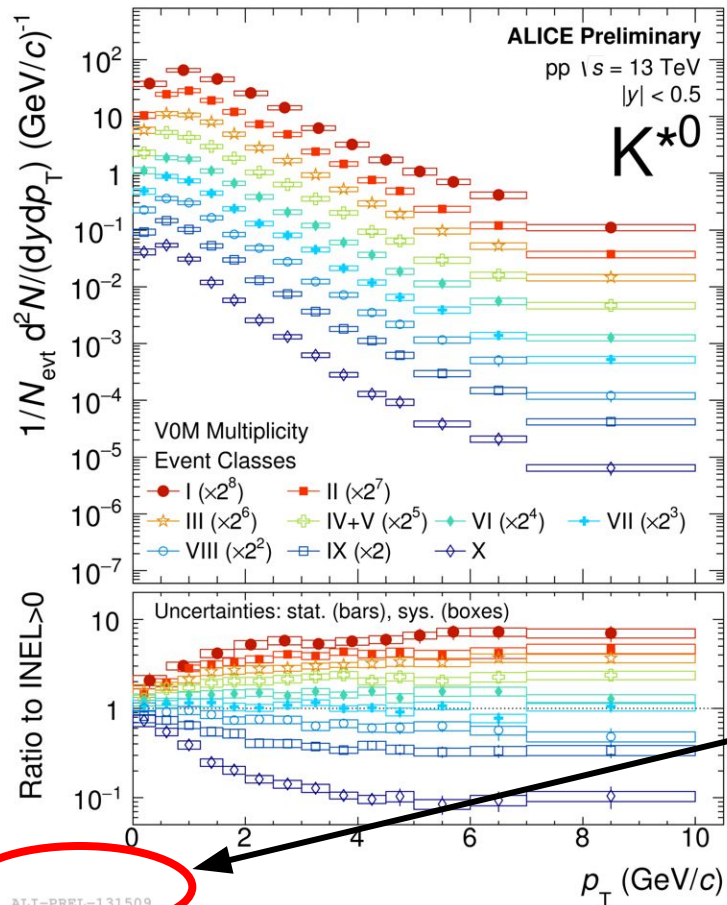 ALICE Preliminary
pp \s = 13 TeV
|y| < 0.5
K*⁰
1/N_evt d²N/(dydp_T) (GeV/c)⁻¹
10²
10
1
10⁻¹
10⁻²
10⁻³
10⁻⁴
10⁻⁵
10⁻⁶
10⁻⁷
V0M Multiplicity
Event Classes
I (×2⁸) II (×2⁷)
III (×2⁶) IV+V (×2⁵) VI (×2⁴) VII (×2³)
VIII (×2²) IX (×2) X
Uncertainties: stat. (bars), sys. (boxes)
Ratio to INEL>0
10
1
10⁻¹
0 2 4 6 8 10
p_T (GeV/c)
ALI-PREL-131509